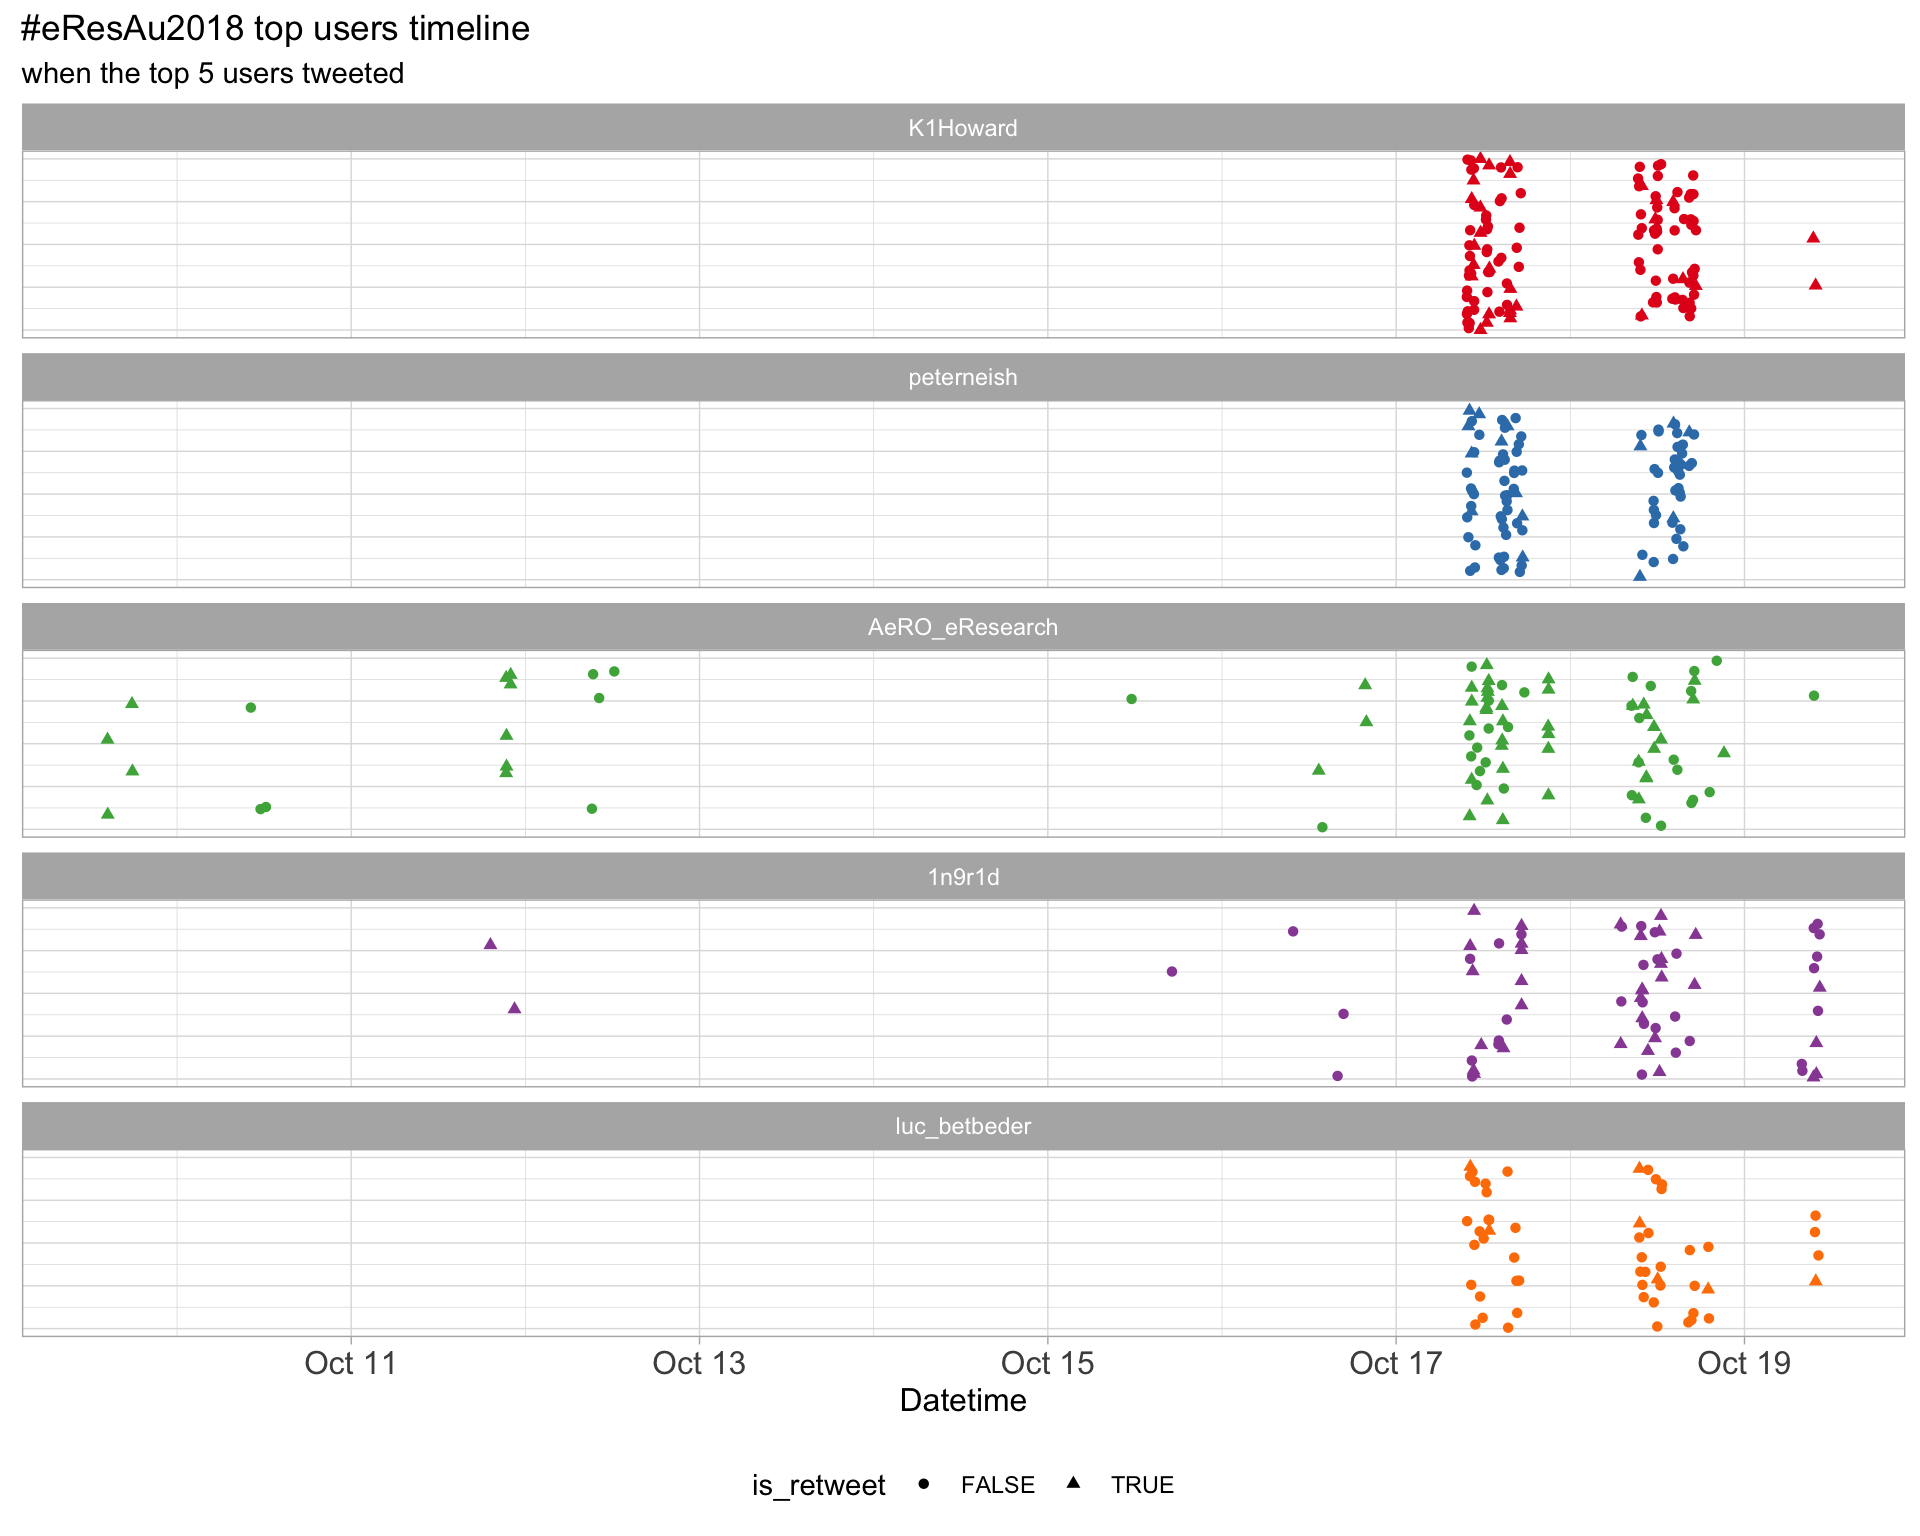 #eResAu2018 top users timeline
when the top 5 users tweeted
K1Howard
peterneish
AeRO_eResearch
1n9r1d
luc_betbeder
Oct 11 Oct 13 Oct 15 Oct 17 Oct 19
Datetime
is_retweet FALSE TRUE